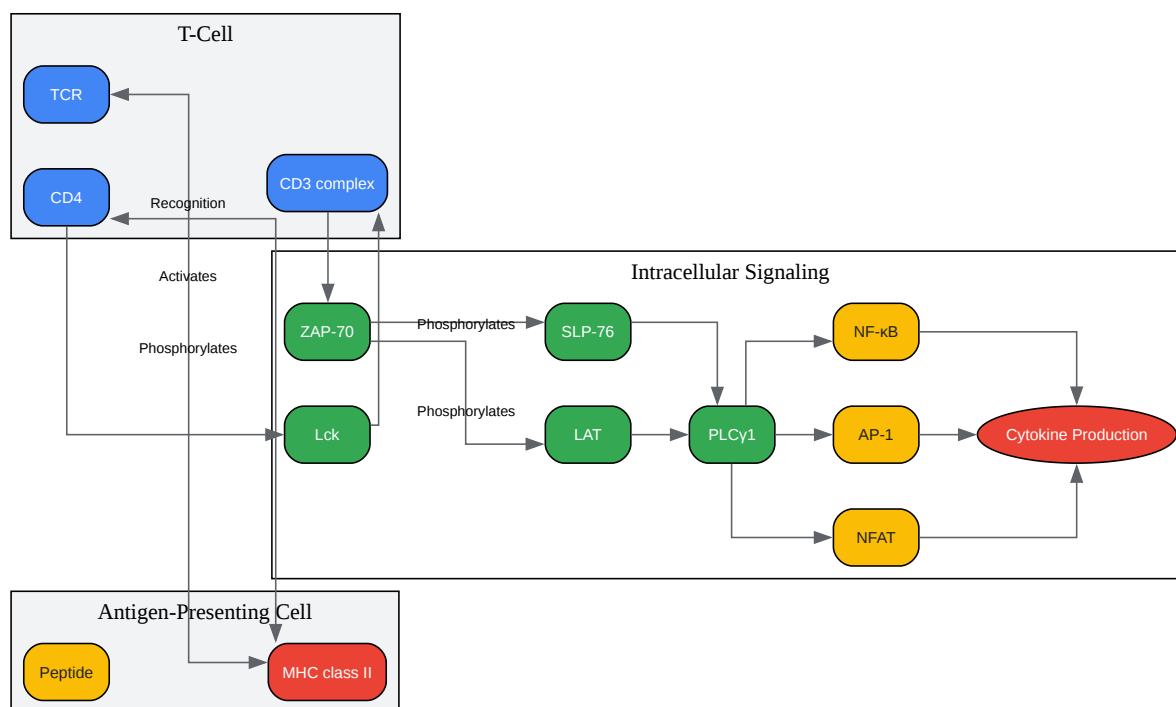 T-Cell
TCR
CD4
CD3 complex
Recognition
Activates
Phosphorylates
Intracellular Signaling
ZAP-70
Phosphorylates
SLP-76
NF-κB
Lck
Phosphorylates
LAT
PLCγ1
AP-1
Cytokine Production
NFAT
Antigen-Presenting Cell
Peptide
MHC class II